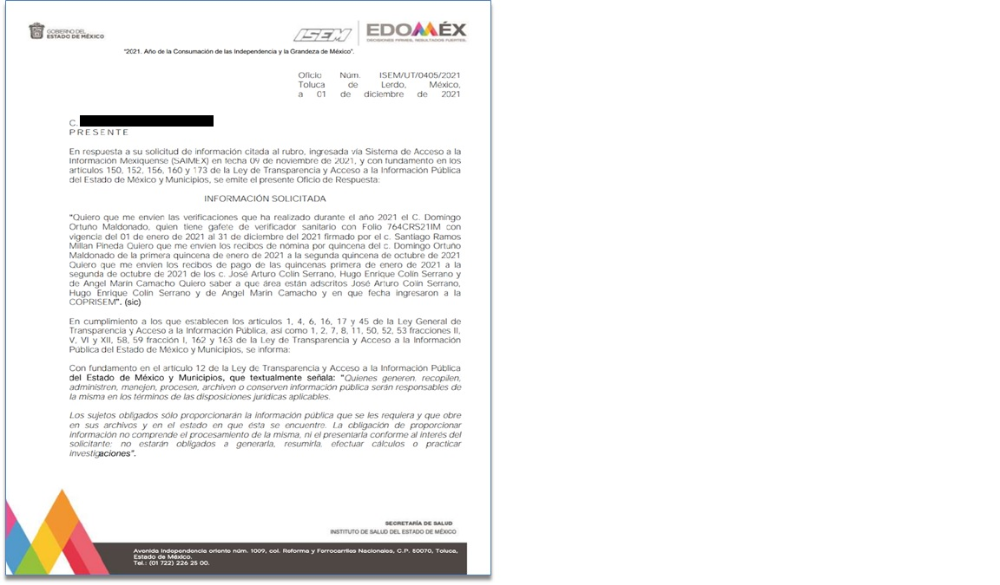 GOBIERNO DEL
ESTADO DE MÉXICO
ISEM
EDOMÉX
DECISIONES FIRMES, RESULTADOS FUERTES.
"2021. Año de la Consumación de las Independencia y la Grandeza de México".
Oficio Núm. ISEM/UT/0405/2021
Toluca de Lerdo, México,
a 01 de diciembre de 2021
C.
P R E S E N T E
En respuesta a su solicitud de información citada al rubro, ingresada vía Sistema de Acceso a la
Información Mexiquense (SAIMEX) en fecha 09 de noviembre de 2021, y con fundamento en los
artículos 150, 152, 156, 160 y 173 de la Ley de Transparencia y Acceso a la Información Pública
del Estado de México y Municipios, se emite el presente Oficio de Respuesta:
INFORMACIÓN SOLICITADA
"Quiero que me envíen las verificaciones que ha realizado durante el año 2021 el C. Domingo
Ortuño Maldonado, quien tiene gafete de verificador sanitario con Folio 764CRS21IM con
vigencia del 01 de enero de 2021 al 31 de diciembre del 2021 firmado por el c. Santiago Ramos
Millan Pineda Quiero que me envíen los recibos de nómina por quincena del c. Domingo Ortuño
Maldonado de la primera quincena de enero de 2021 a la segunda quincena de octubre de 2021
Quiero que me envíen los recibos de pago de las quincenas primera de enero de 2021 a la
segunda de octubre de 2021 de los c. José Arturo Colín Serrano, Hugo Enrique Colín Serrano y
de Angel Marin Camacho Quiero saber a que área están adscritos José Arturo Colín Serrano,
Hugo Enrique Colín Serrano y de Angel Marin Camacho y en que fecha ingresaron a la
COPRISEM". (sic)
En cumplimiento a los que establecen los artículos 1, 4, 6, 16, 17 y 45 de la Ley General de
Transparencia y Acceso a la Información Pública, así como 1, 2, 7, 8, 11, 50, 52, 53 fracciones II,
V, VI y XII, 58, 59 fracción I, 162 y 163 de la Ley de Transparencia y Acceso a la Información
Pública del Estado de México y Municipios, se informa:
Con fundamento en el artículo 12 de la Ley de Transparencia y Acceso a la Información Pública
del Estado de México y Municipios, que textualmente señala: "Quienes generen, recopilen,
administren, manejen, procesen, archiven o conserven información pública serán responsables de
la misma en los términos de las disposiciones jurídicas aplicables.
Los sujetos obligados sólo proporcionarán la información pública que se les requiera y que obre
en sus archivos y en el estado en que ésta se encuentre. La obligación de proporcionar
información no comprende el procesamiento de la misma, ni el presentarla conforme al interés del
solicitante; no estarán obligados a generarla, resumirla, efectuar cálculos o practicar
investigaciones".
SECRETARÍA DE SALUD
INSTITUTO DE SALUD DEL ESTADO DE MÉXICO
Avenida Independencia oriente núm. 1009, col. Reforma y Ferrocarriles Nacionales, C.P. 50070, Toluca,
Estado de México.
Tel.: (01 722) 226 25 00.